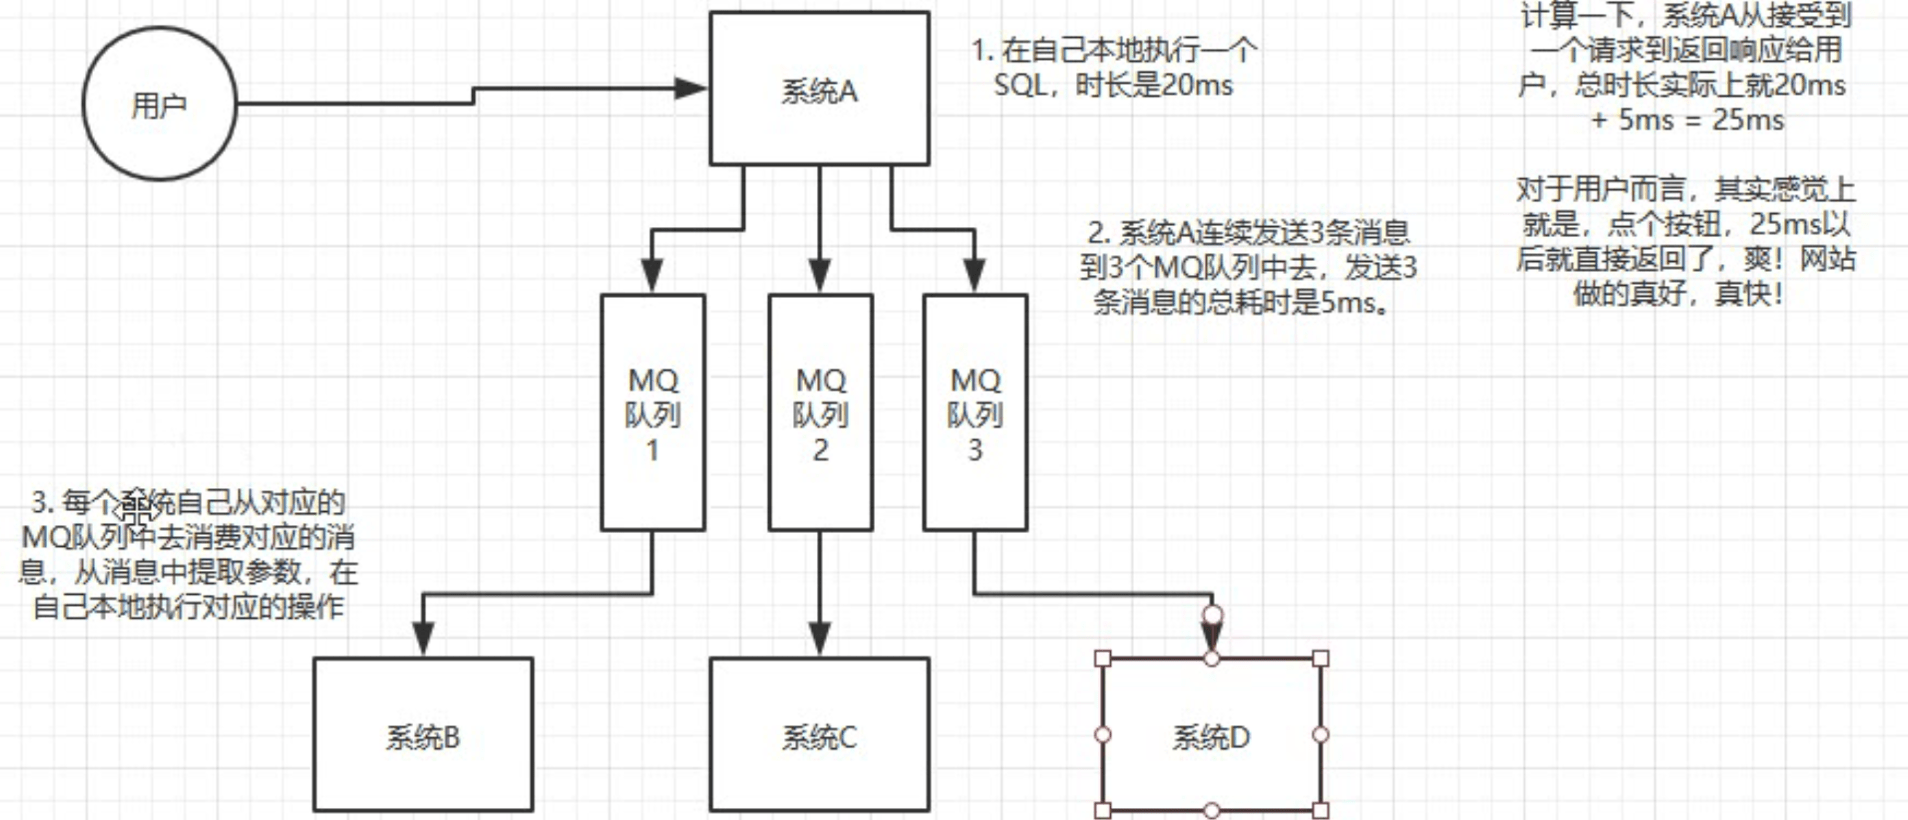 用户
系统A
1. 在自己本地执行一个
SQL，时长是20ms
计算一下，系统A从接受到
一个请求到返回响应给用
户，总时长实际上就20ms
+ 5ms = 25ms
对于用户而言，其实感觉上
就是，点个按钮，25ms以
后就直接返回了，爽！网站
做的真好，真快！
2. 系统A连续发送3条消息
到3个MQ队列中去，发送3
条消息的总耗时是5ms。
MQ
队列
1
MQ
队列
2
MQ
队列
3
3. 每个系统自己从对应的
MQ队列中去消费对应的消
息，从消息中提取参数，在
自己本地执行对应的操作
系统B
系统C
系统D